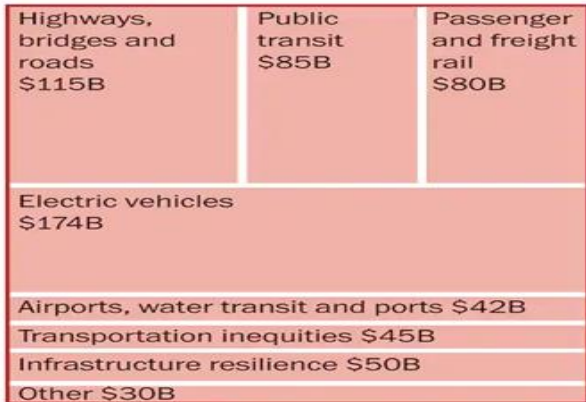 Highways,
bridges and
roads
$115B
Public
transit
$85B
Passenger
and freight
rail
$80B
Electric vehicles
$174B
Airports, water transit and ports $42B
Transportation inequities $45B
Infrastructure resilience $50B
Other $30B